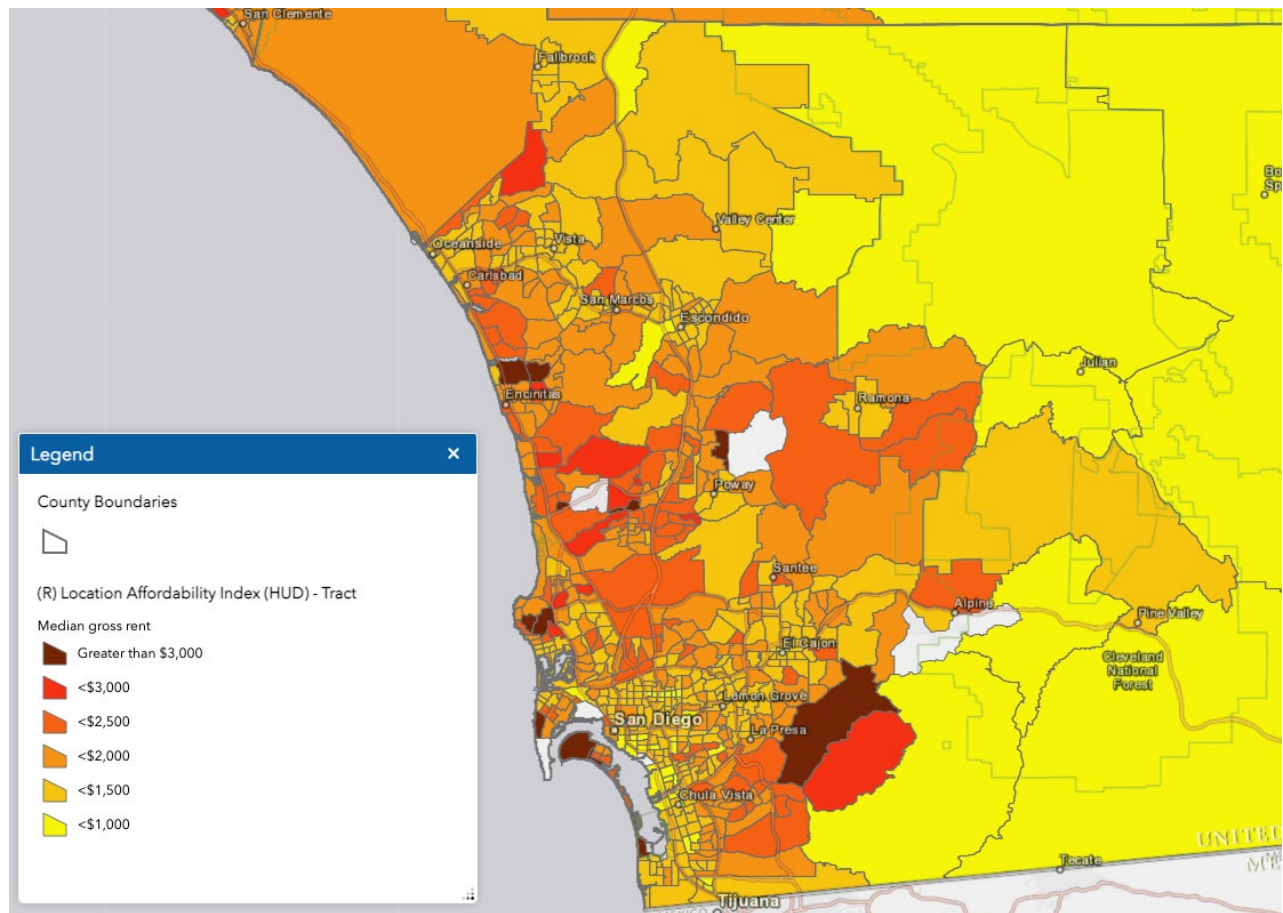 San Clemente
Fallbrook
Valley Center
Oceanside
Vista
Carlsbad
San Marcos
Escondido
Julian
Encinitas
Ramona
Poway
Santee
Alpine
Pine Valley
El Cajon
Cleveland
National
Forest
Lemon Grove
San Diego
La Presa
Chula Vista
UNITED
Tecate
Tijuana
Legend
×
County Boundaries
(R) Location Affordability Index (HUD) - Tract
Median gross rent
Greater than $3,000
<$3,000
<$2,500
<$2,000
<$1,500
<$1,000